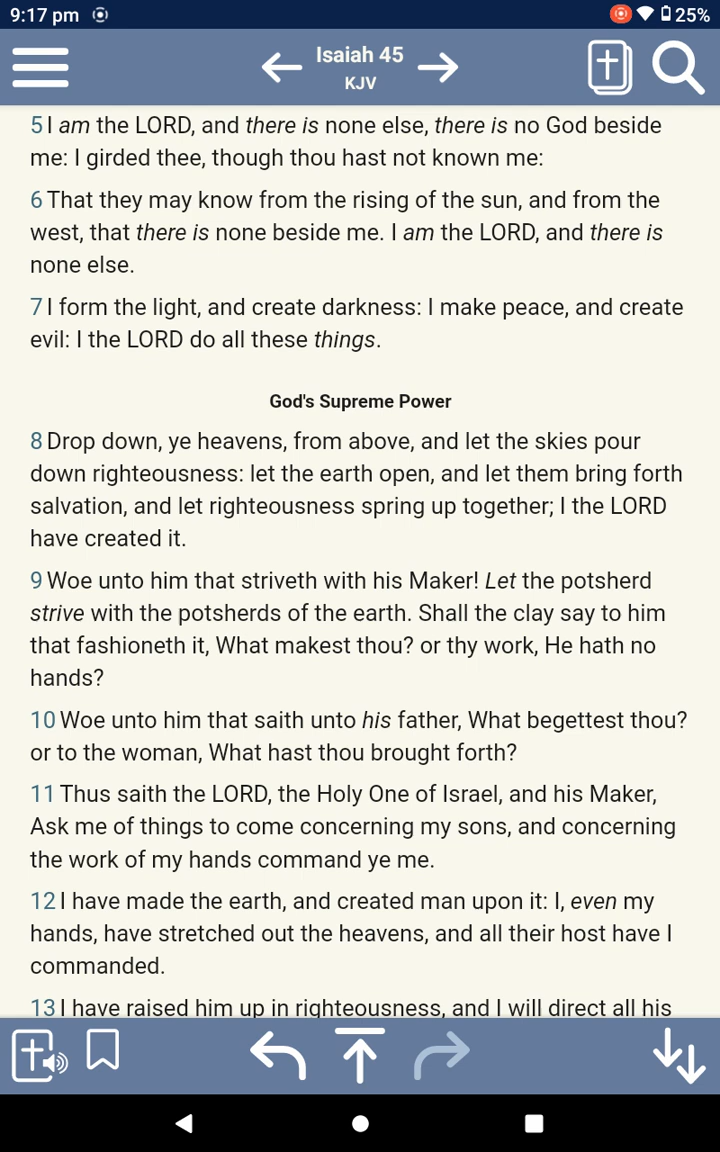 9:17 pm
25%
Isaiah 45
KJV
5 I am the LORD, and there is none else, there is no God beside
me: I girded thee, though thou hast not known me:
6 That they may know from the rising of the sun, and from the
west, that there is none beside me. I am the LORD, and there is
none else.
7 I form the light, and create darkness: I make peace, and create
evil: I the LORD do all these things.
God's Supreme Power
8 Drop down, ye heavens, from above, and let the skies pour
down righteousness: let the earth open, and let them bring forth
salvation, and let righteousness spring up together; I the LORD
have created it.
9 Woe unto him that striveth with his Maker! Let the potsherd
strive with the potsherds of the earth. Shall the clay say to him
that fashioneth it, What makest thou? or thy work, He hath no
hands?
10 Woe unto him that saith unto his father, What begettest thou?
or to the woman, What hast thou brought forth?
11 Thus saith the LORD, the Holy One of Israel, and his Maker,
Ask me of things to come concerning my sons, and concerning
the work of my hands command ye me.
12 I have made the earth, and created man upon it: I, even my
hands, have stretched out the heavens, and all their host have I
commanded.
13 I have raised him up in righteousness, and I will direct all his